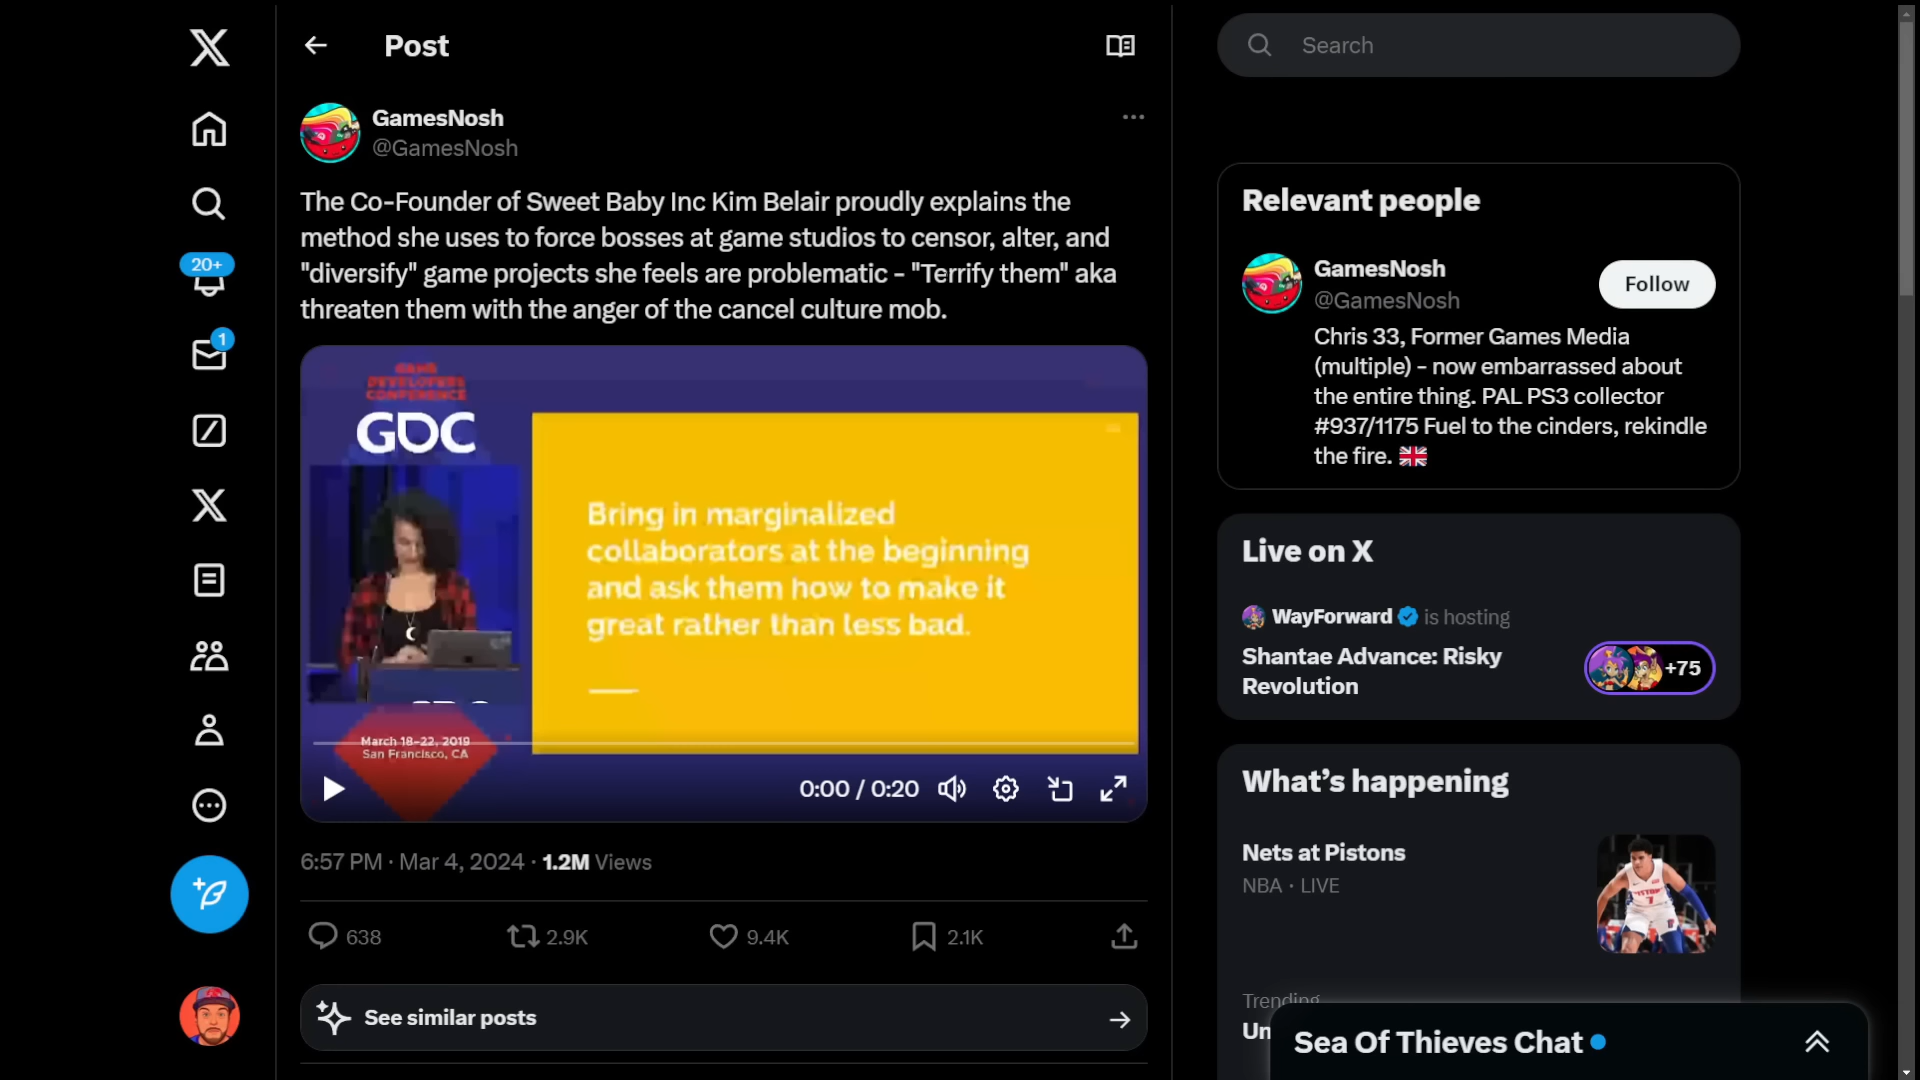 Post
Search
GamesNosh
@GamesNosh
The Co-Founder of Sweet Baby Inc Kim Belair proudly explains the
method she uses to force bosses at game studios to censor, alter, and
"diversify" game projects she feels are problematic - "Terrify them" aka
threaten them with the anger of the cancel culture mob.
GAME
DEVELOPERS
CONFERENCE
GDC
Bring in marginalized
collaborators at the beginning
and ask them how to make it
great rather than less bad.
March 18-22, 2019
San Francisco, CA
0:00 / 0:20
6:57 PM · Mar 4, 2024 · 1.2M Views
638
2.9K
9.4K
2.1K
See similar posts
20+
1
Relevant people
GamesNosh
@GamesNosh
Follow
Chris 33, Former Games Media
(multiple) - now embarrassed about
the entire thing. PAL PS3 collector
#937/1175 Fuel to the cinders, rekindle
the fire.
Live on X
WayForward is hosting
Shantae Advance: Risky
Revolution
+75
What's happening
Nets at Pistons
NBA · LIVE
Trending
Un
Sea Of Thieves Chat